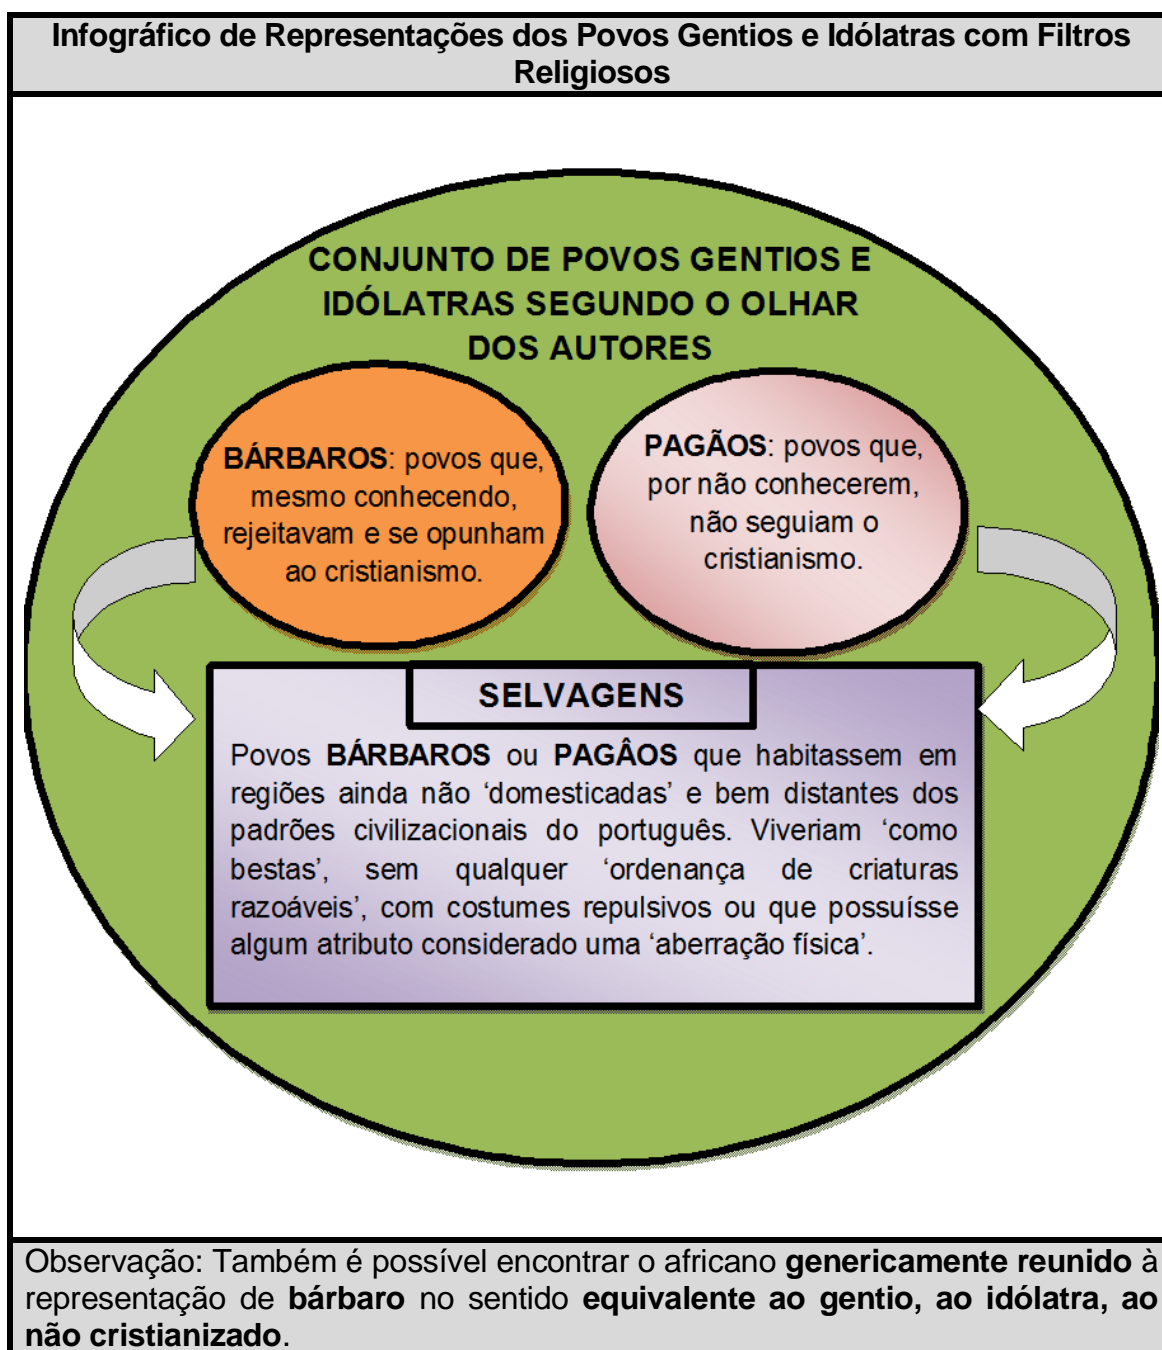 Infográfico de Representações dos Povos Gentios e Idólatras com Filtros
Religiosos
CONJUNTO DE POVOS GENTIOS E
IDÓLATRAS SEGUNDO O OLHAR
DOS AUTORES
BÁRBAROS: povos que,
mesmo conhecendo,
rejeitavam e se opunham
ao cristianismo.
PAGÃOS: povos que,
por não conhecerem,
não seguiam o
cristianismo.
SELVAGENS
Povos BÁRBAROS ou PAGÂOS que habitassem em
regiões ainda não ‘domesticadas’ e bem distantes dos
padrões civilizacionais do português. Viveriam ‘como
bestas’, sem qualquer ‘ordenança de criaturas
razoáveis’, com costumes repulsivos ou que possuísse
algum atributo considerado uma ‘aberração física’.
Observação: Também é possível encontrar o africano genericamente reunido à
representação de bárbaro no sentido equivalente ao gentio, ao idólatra, ao
não cristianizado.